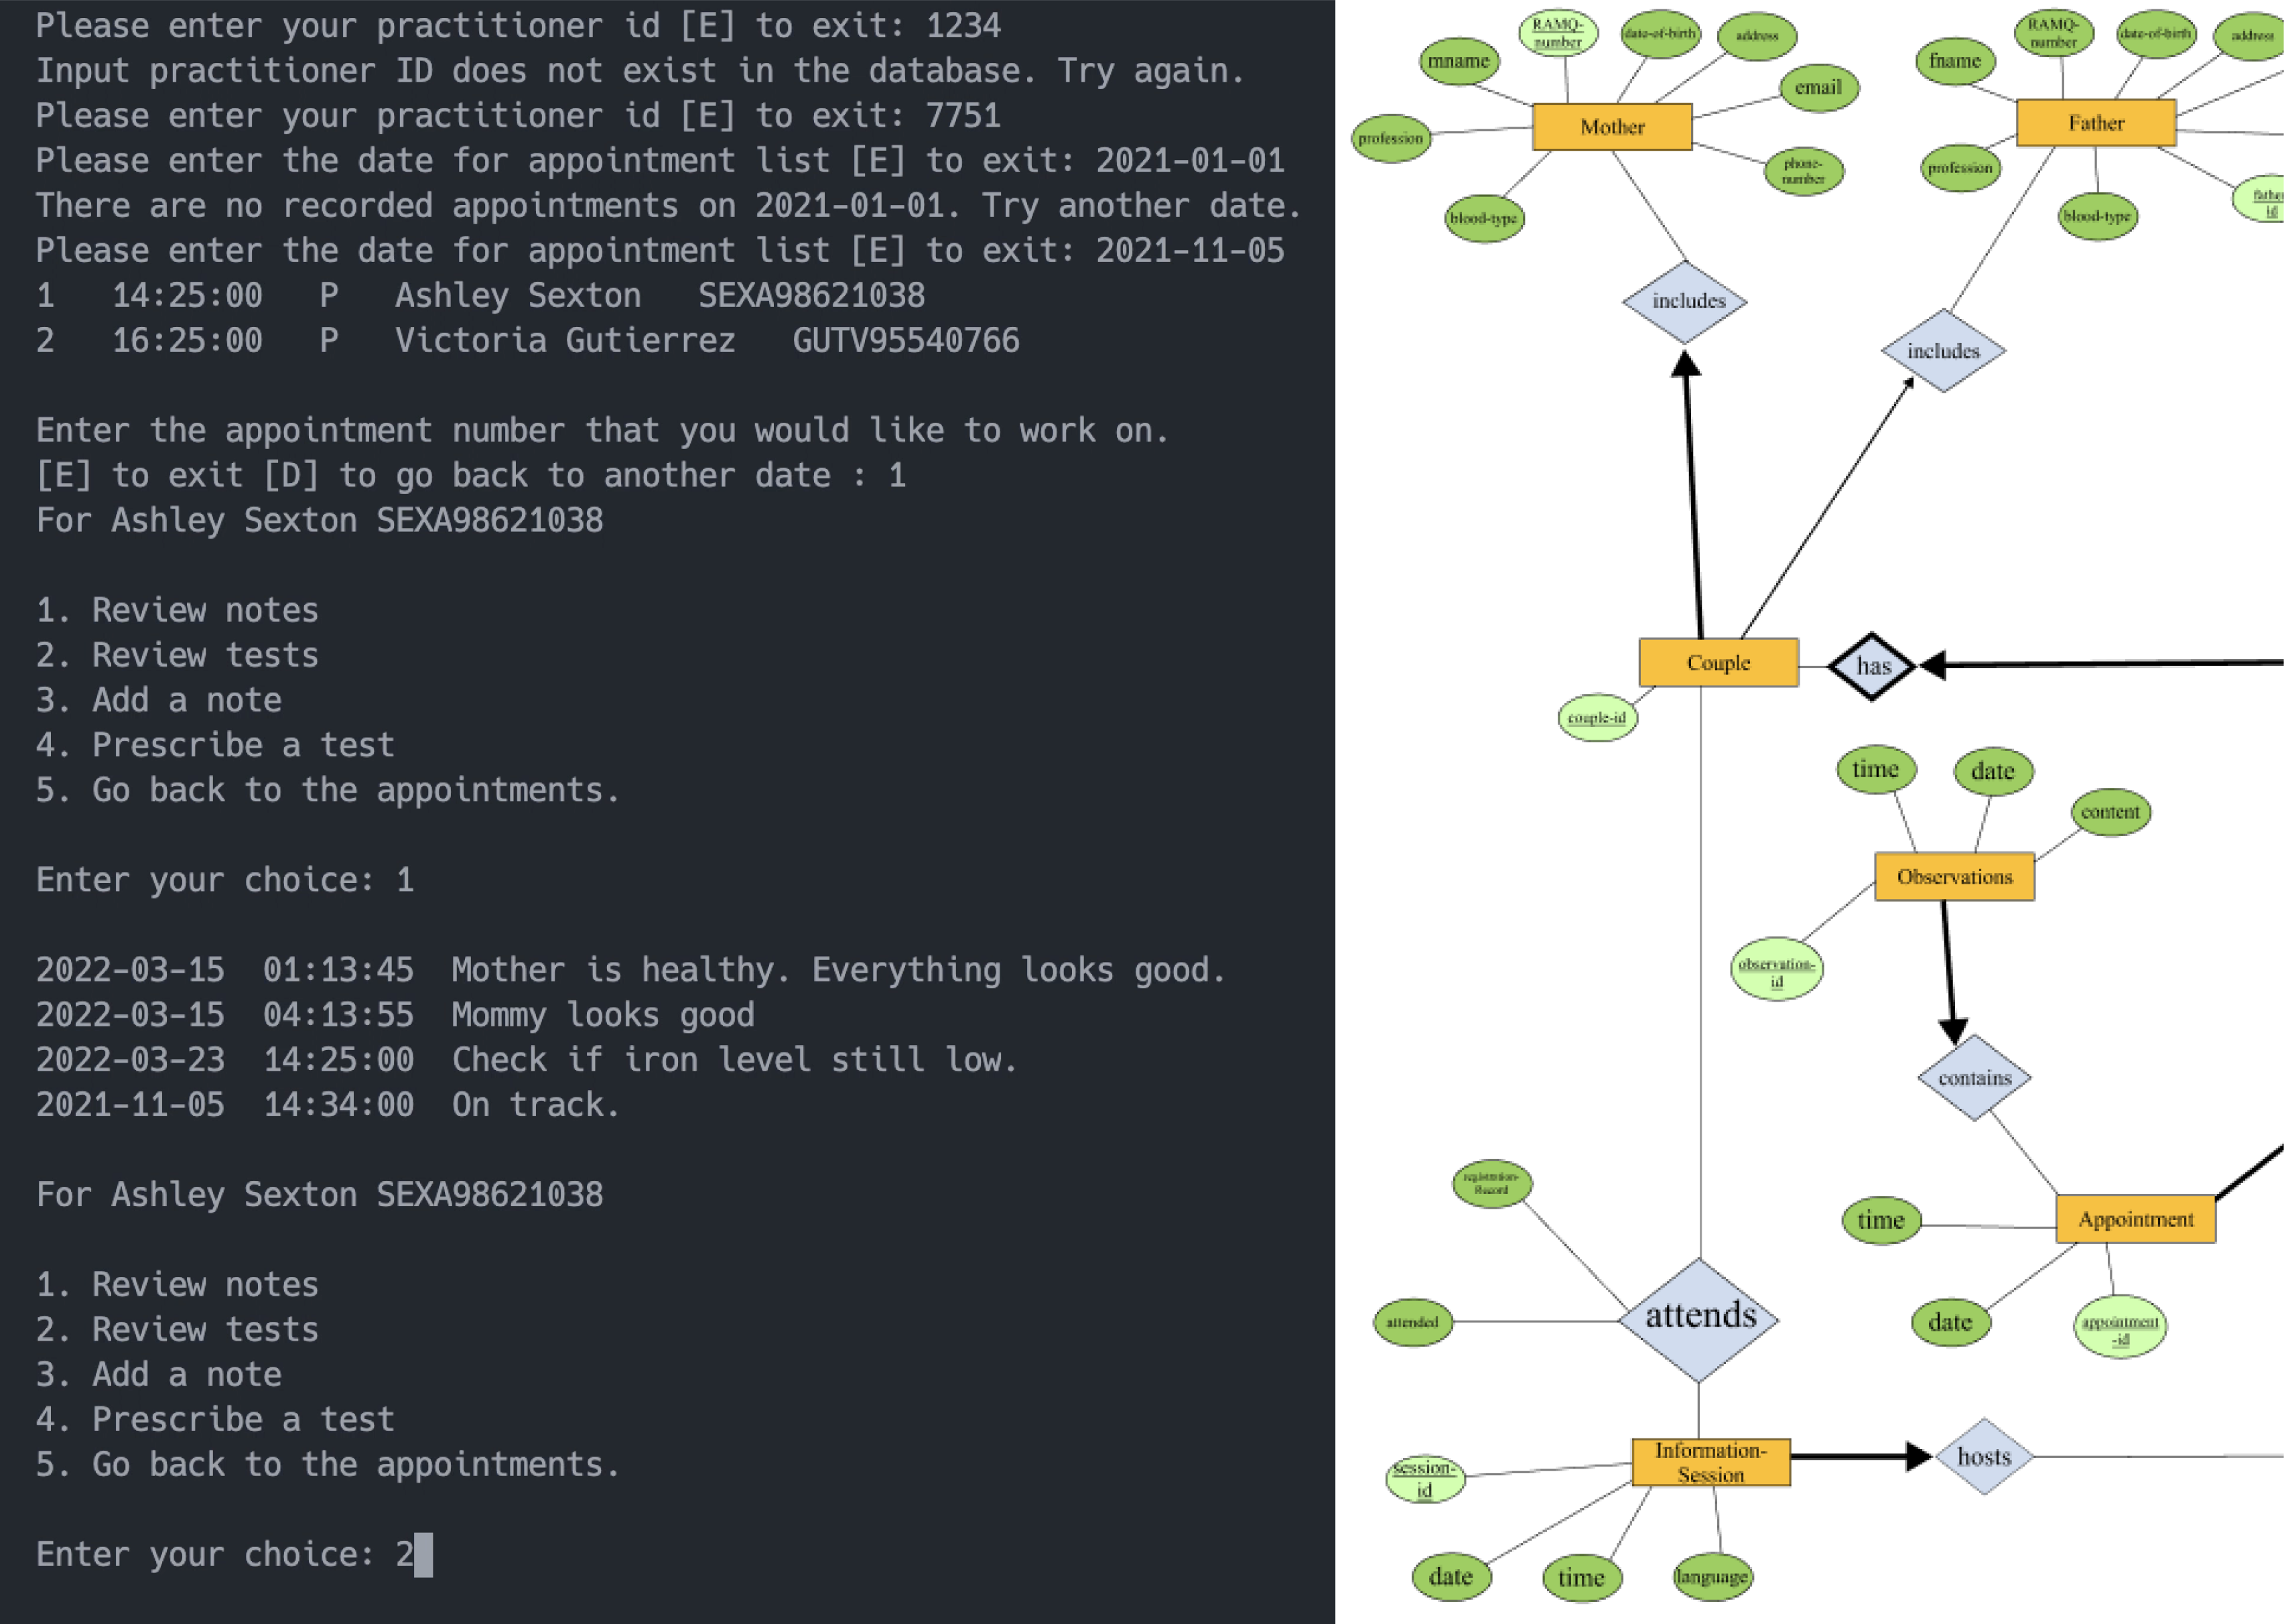 Please enter your practitioner id [E] to exit: 1234
Input practitioner ID does not exist in the database. Try again.
Please enter your practitioner id [E] to exit: 7751
Please enter the date for appointment list [E] to exit: 2021-01-01
There are no recorded appointments on 2021-01-01. Try another date.
Please enter the date for appointment list [E] to exit: 2021-11-05
1 14:25:00 P Ashley Sexton SEXA98621038
2 16:25:00 P Victoria Gutierrez GUTV95540766
Enter the appointment number that you would like to work on.
[E] to exit [D] to go back to another date : 1
For Ashley Sexton SEXA98621038
1. Review notes
2. Review tests
3. Add a note
4. Prescribe a test
5. Go back to the appointments.
Enter your choice: 1
2022-03-15 01:13:45 Mother is healthy. Everything looks good.
2022-03-15 04:13:55 Mommy looks good
2022-03-23 14:25:00 Check if iron level still low.
2021-11-05 14:34:00 On track.
For Ashley Sexton SEXA98621038
1. Review notes
2. Review tests
3. Add a note
4. Prescribe a test
5. Go back to the appointments.
Enter your choice: 2
RAMQ-
number
date-of-birth
address
mname
email
Mother
profession
phone-
number
blood-type
RAMQ-
number
date-of-birth
address
fname
Father
profession
father
id
blood-type
includes
includes
Couple
has
couple-id
time
date
content
Observations
observation-
id
contains
registration-
Record
time
Appointment
attended
attends
date
appointment
-id
Information-
Session
hosts
session-
id
date
time
language